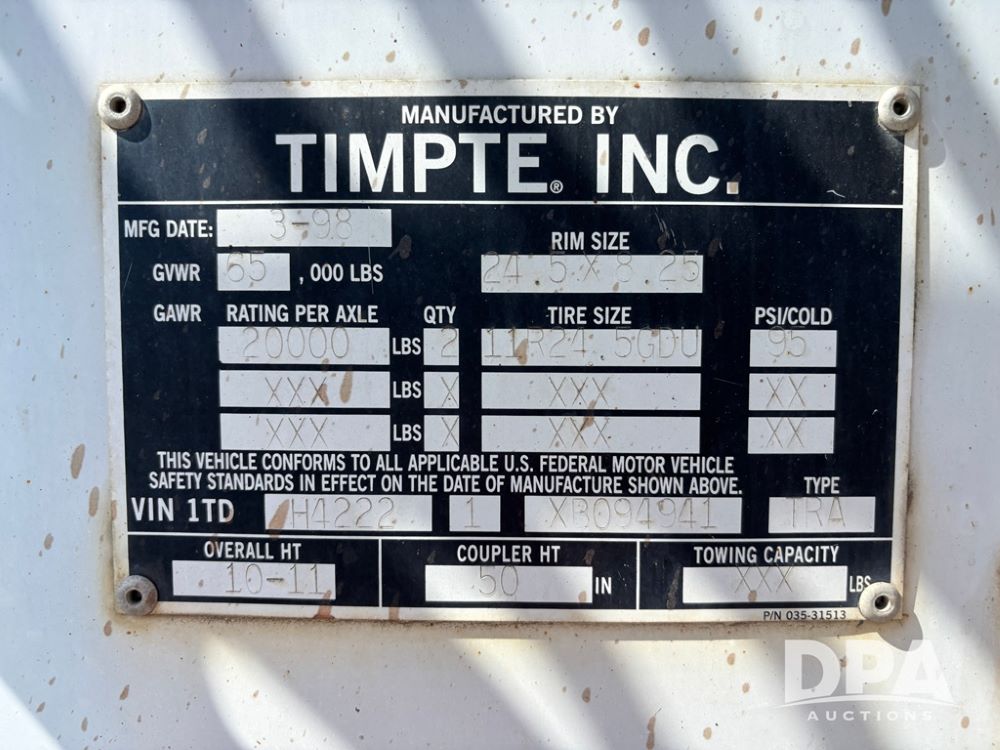 MANUFACTURED BY
TIMPTE® INC.
MFG DATE: 3-98
RIM SIZE
GVWR 65 ,000 LBS 24.5X8.25
GAWR RATING PER AXLE QTY TIRE SIZE PSI/COLD
20000 LBS 2 11R24.5GDU 95
XXX LBS X XXX XX
XXX LBS X XXX XX
THIS VEHICLE CONFORMS TO ALL APPLICABLE U.S. FEDERAL MOTOR VEHICLE
SAFETY STANDARDS IN EFFECT ON THE DATE OF MANUFACTURE SHOWN ABOVE. TYPE
VIN 1TD H4222 1 XB094941 TRA
OVERALL HT COUPLER HT TOWING CAPACITY
10-11 50 IN XXX LBS
P/N 035-31513
DPA
AUCTIONS